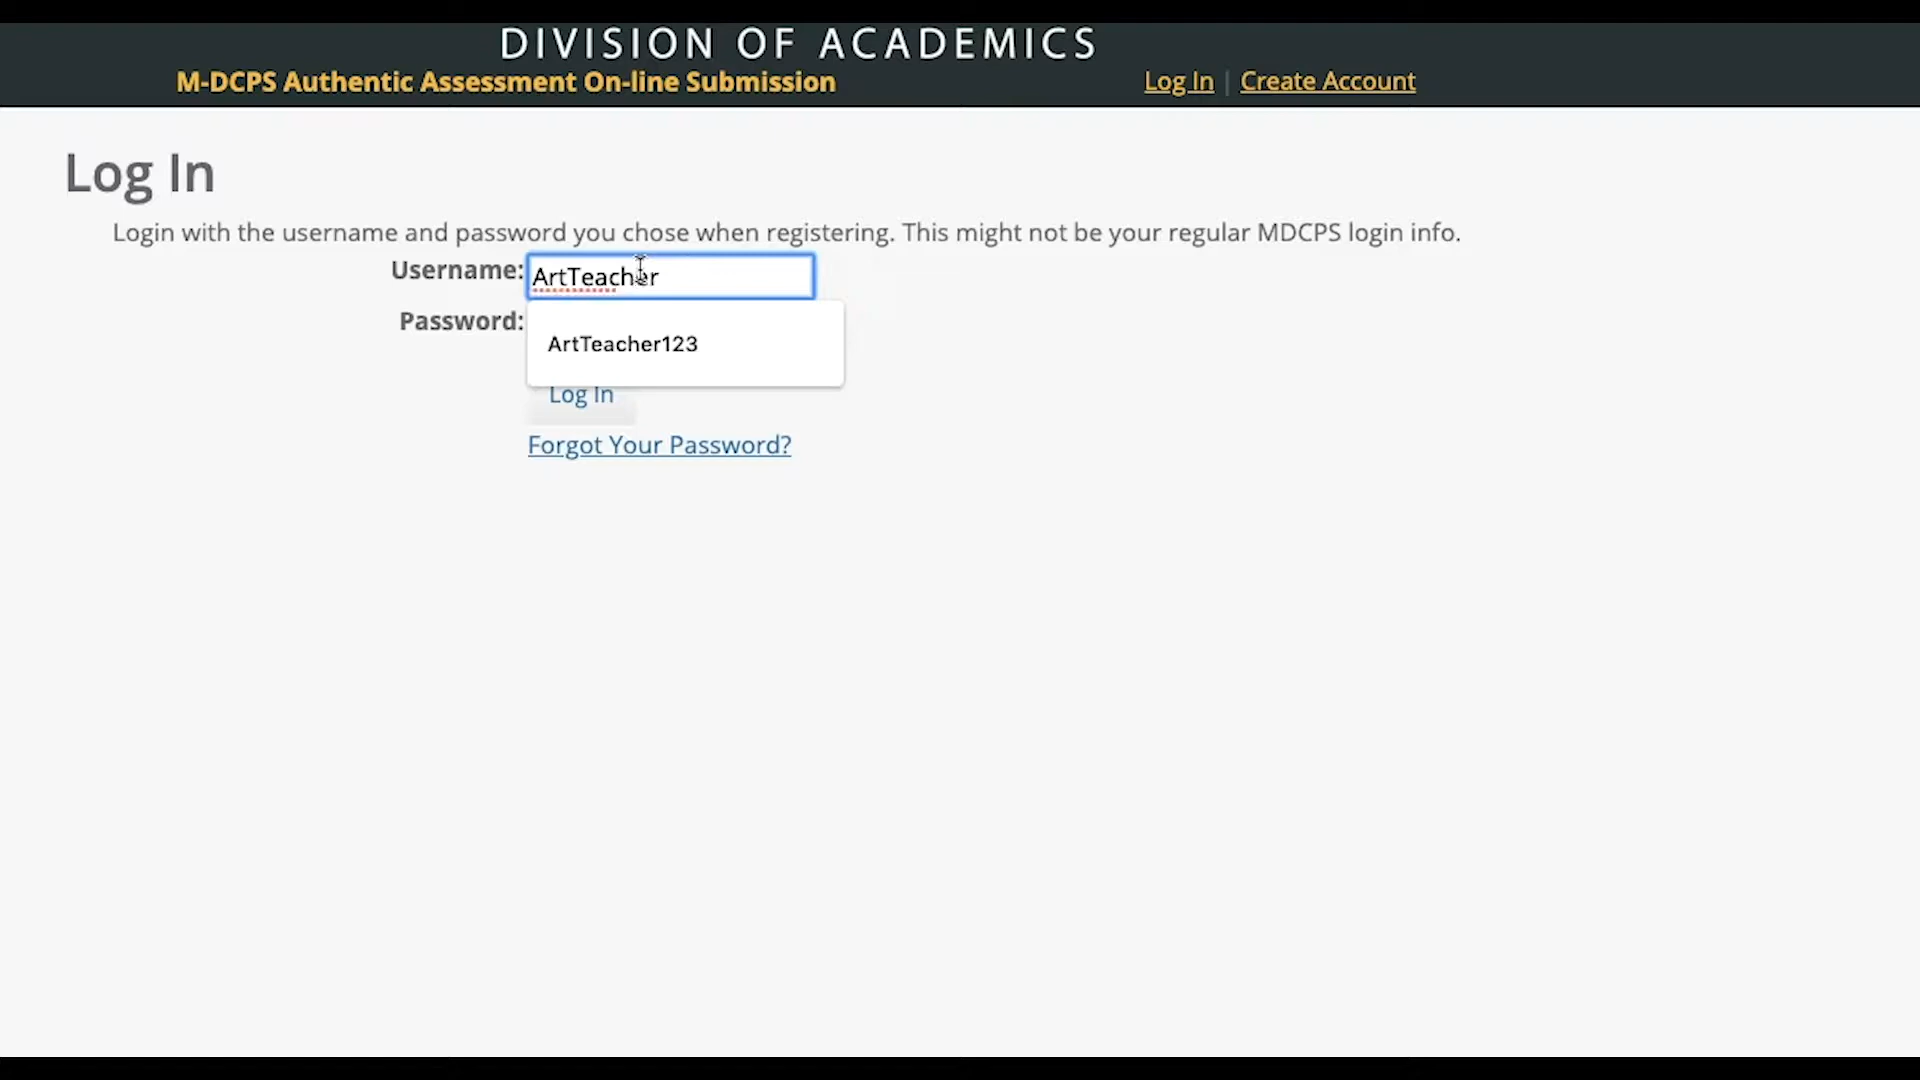 DIVISION OF ACADEMICS
M-DCPS Authentic Assessment On-line Submission
Log In | Create Account
Log In
Login with the username and password you chose when registering. This might not be your regular MDCPS login info.
Username: ArtTeacher
Password:
ArtTeacher123
Log In
Forgot Your Password?